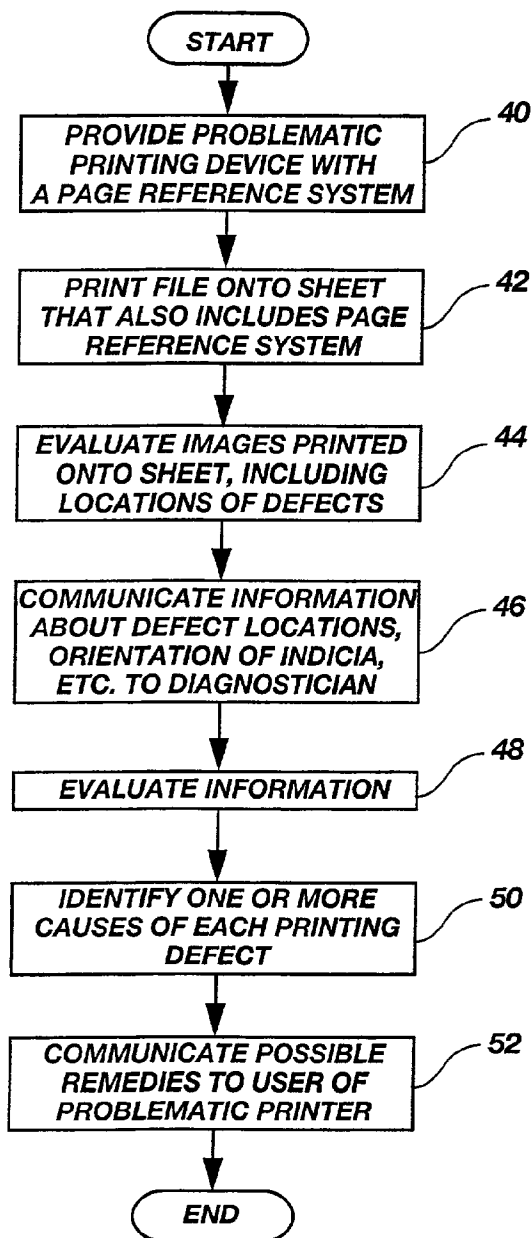 START
40
PROVIDE PROBLEMATIC
PRINTING DEVICE WITH
A PAGE REFERENCE SYSTEM
42
PRINT FILE ONTO SHEET
THAT ALSO INCLUDES PAGE
REFERENCE SYSTEM
44
EVALUATE IMAGES PRINTED
ONTO SHEET, INCLUDING
LOCATIONS OF DEFECTS
46
COMMUNICATE INFORMATION
ABOUT DEFECT LOCATIONS,
ORIENTATION OF INDICIA,
ETC. TO DIAGNOSTICIAN
48
EVALUATE INFORMATION
50
IDENTIFY ONE OR MORE
CAUSES OF EACH PRINTING
DEFECT
52
COMMUNICATE POSSIBLE
REMEDIES TO USER OF
PROBLEMATIC PRINTER
END